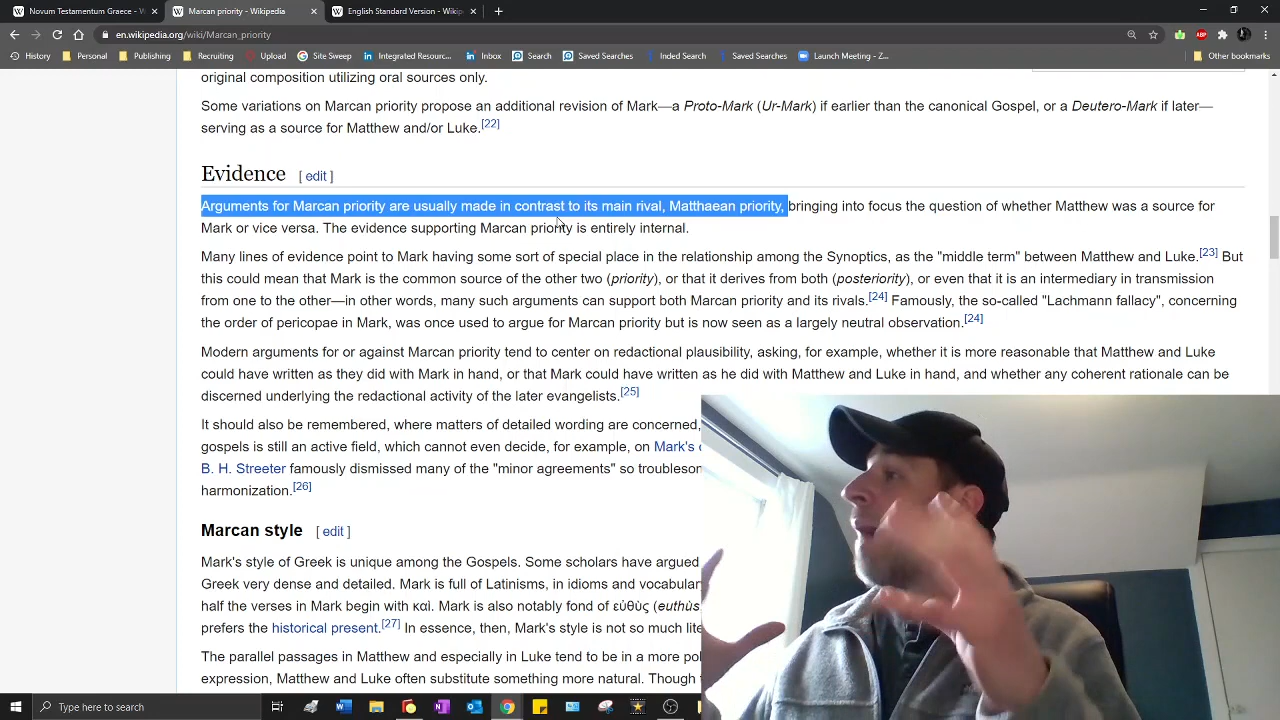 Novum Testamentum Graece - W
Marcan priority - Wikipedia
English Standard Version - Wikip
en.wikipedia.org/wiki/Marcan_priority
History
Personal
Publishing
Recruiting
Upload
Site Sweep
Integrated Resourc...
Inbox
Search
Saved Searches
Indeed Search
Saved Searches
Launch Meeting - Z...
Other bookmarks
original composition utilizing oral sources only.
Some variations on Marcan priority propose an additional revision of Mark—a Proto-Mark (Ur-Mark) if earlier than the canonical Gospel, or a Deutero-Mark if later—
serving as a source for Matthew and/or Luke.[22]
Evidence [ edit ]
Arguments for Marcan priority are usually made in contrast to its main rival, Matthaean priority, bringing into focus the question of whether Matthew was a source for
Mark or vice versa. The evidence supporting Marcan priority is entirely internal.
Many lines of evidence point to Mark having some sort of special place in the relationship among the Synoptics, as the "middle term" between Matthew and Luke.[23] But
this could mean that Mark is the common source of the other two (priority), or that it derives from both (posteriority), or even that it is an intermediary in transmission
from one to the other—in other words, many such arguments can support both Marcan priority and its rivals.[24] Famously, the so-called "Lachmann fallacy", concerning
the order of pericopae in Mark, was once used to argue for Marcan priority but is now seen as a largely neutral observation.[24]
Modern arguments for or against Marcan priority tend to center on redactional plausibility, asking, for example, whether it is more reasonable that Matthew and Luke
could have written as they did with Mark in hand, or that Mark could have written as he did with Matthew and Luke in hand, and whether any coherent rationale can be
discerned underlying the redactional activity of the later evangelists.[25]
It should also be remembered, where matters of detailed wording are concerned,
gospels is still an active field, which cannot even decide, for example, on Mark's
B. H. Streeter famously dismissed many of the "minor agreements" so
harmonization.[26]
Marcan style [ edit ]
Mark's style of Greek is unique among the Gospels. Some scholars have argued
Greek very dense and detailed. Mark is full of Latinisms, in idioms and
half the verses in Mark begin with καὶ. Mark is also notably fond of εὐθὺς (euthùs
prefers the historical present.[27] In essence, then, Mark's style is not so much
The parallel passages in Matthew and especially in Luke tend to be in a more
expression, Matthew and Luke often substitute something more natural. Though
Type here to search